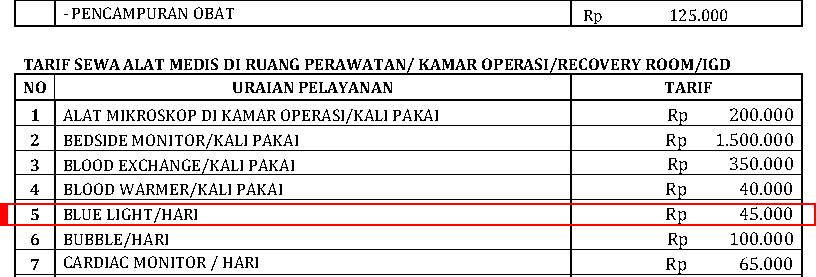 - PENCAMPURAN OBAT Rp 125.000
TARIF SEWA ALAT MEDIS DI RUANG PERAWATAN/ KAMAR OPERASI/RECOVERY ROOM/IGD
NO URAIAN PELAYANAN TARIF
1 ALAT MIKROSKOP DI KAMAR OPERASI/KALI PAKAI Rp 200.000
2 BEDSIDE MONITOR/KALI PAKAI Rp 1.500.000
3 BLOOD EXCHANGE/KALI PAKAI Rp 350.000
4 BLOOD WARMER/KALI PAKAI Rp 40.000
5 BLUE LIGHT/HARI Rp 45.000
6 BUBBLE/HARI Rp 100.000
7 CARDIAC MONITOR / HARI Rp 65.000